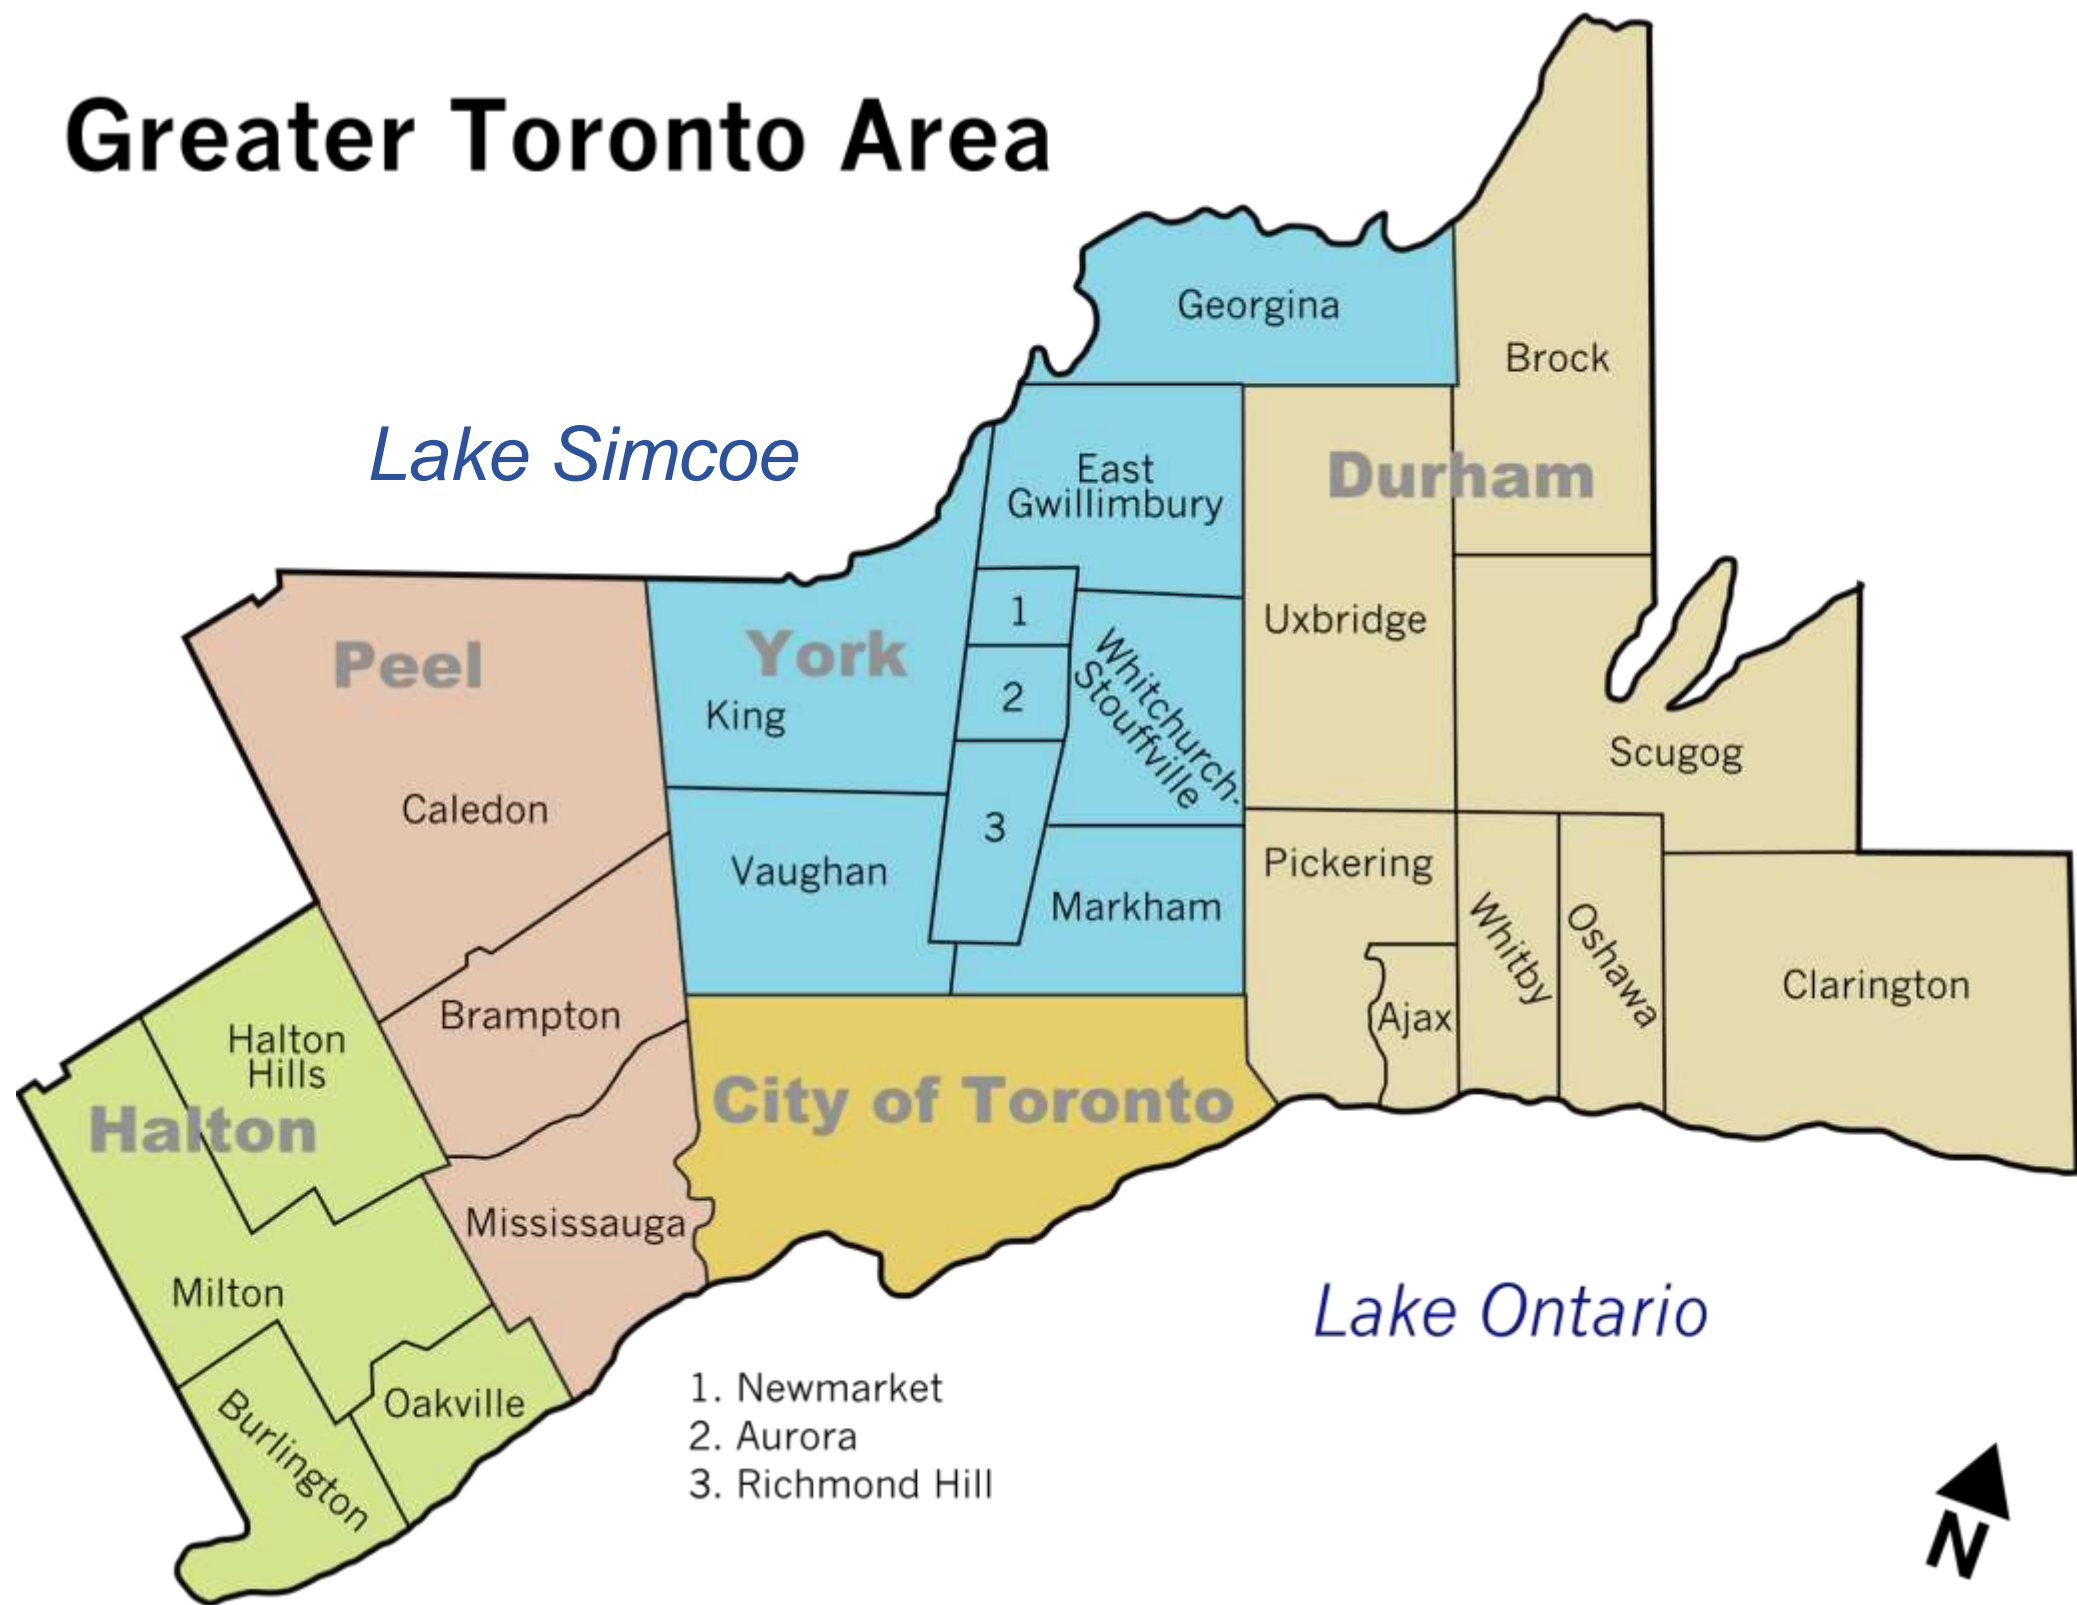 Greater Toronto Area
Georgina
Brock
Lake Simcoe
East
Gwillimbury
Durham
1
Uxbridge
York
Peel
2
Whitchurch-
Stouffville
King
Scugog
Caledon
3
Vaughan
Pickering
Markham
Whitby
Oshawa
Clarington
Brampton
Ajax
Halton
Hills
City of Toronto
Halton
Mississauga
Milton
Lake Ontario
Oakville
Burlington
1. Newmarket
2. Aurora
3. Richmond Hill
N